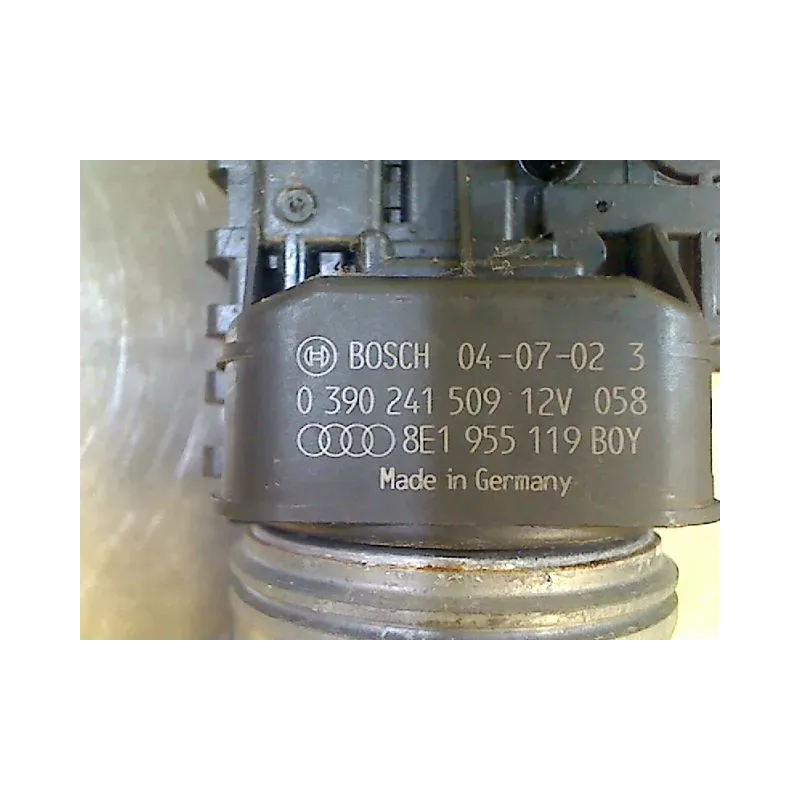 BOSCH 04-07-02 3
0 390 241 509 12V 058
8E1 955 119 B0Y
Made in Germany